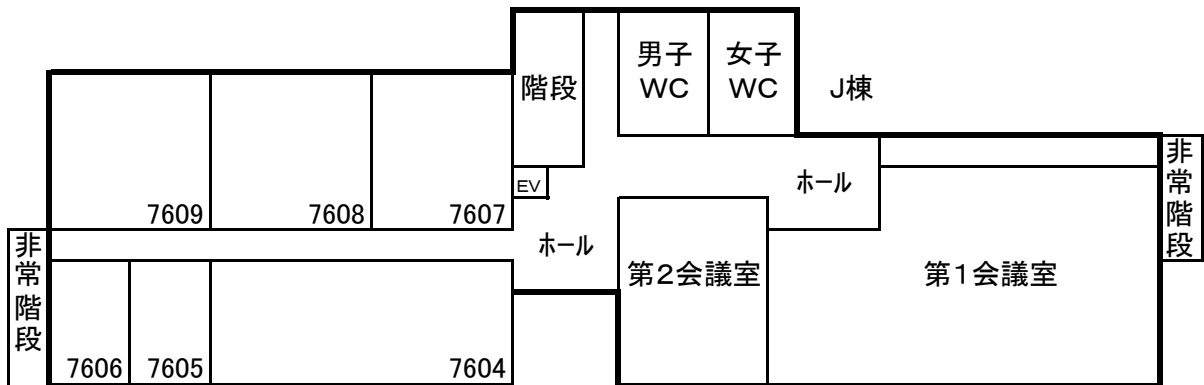 男子
WC
女子
WC
階段
J棟
非常階段
EV
ホール
7609
7608
7607
ホール
非常階段
第2会議室
第1会議室
7606
7605
7604